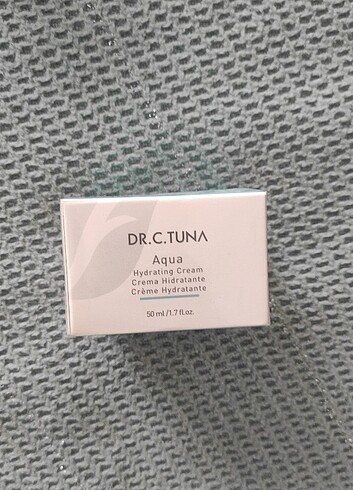 DR.C.TUNA
Aqua
Hydrating Cream
Crema Hidratante
Crème Hydratante
50 ml/1.7 fl.oz.